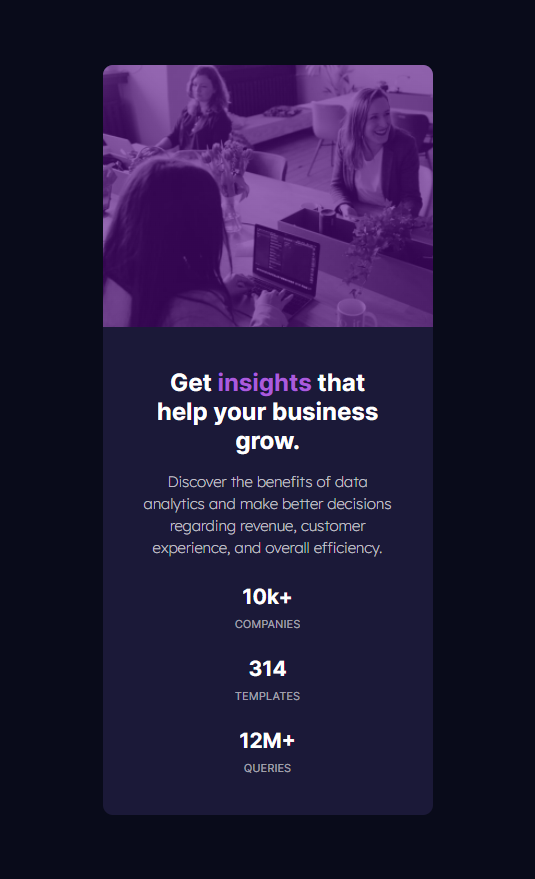 Get insights that
help your business
grow.
Discover the benefits of data
analytics and make better decisions
regarding revenue, customer
experience, and overall efficiency.
10k+
COMPANIES
314
TEMPLATES
12M+
QUERIES